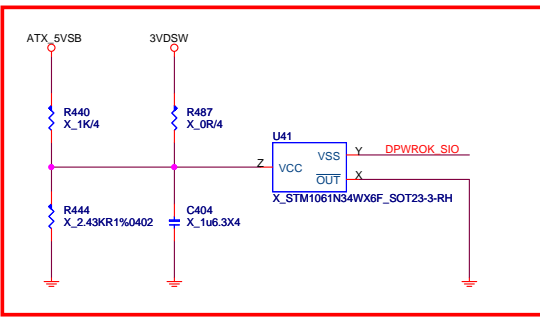 ATX_5VSB 3VDSW
R440 R487
X_1K/4 X_0R/4
U41
Z VCC VSS Y DPWROK_SIO
OUT X
X_STM1061N34WX6F_SOT23-3-RH
R444 C404
X_2.43KR1%0402 X_1u6.3X4